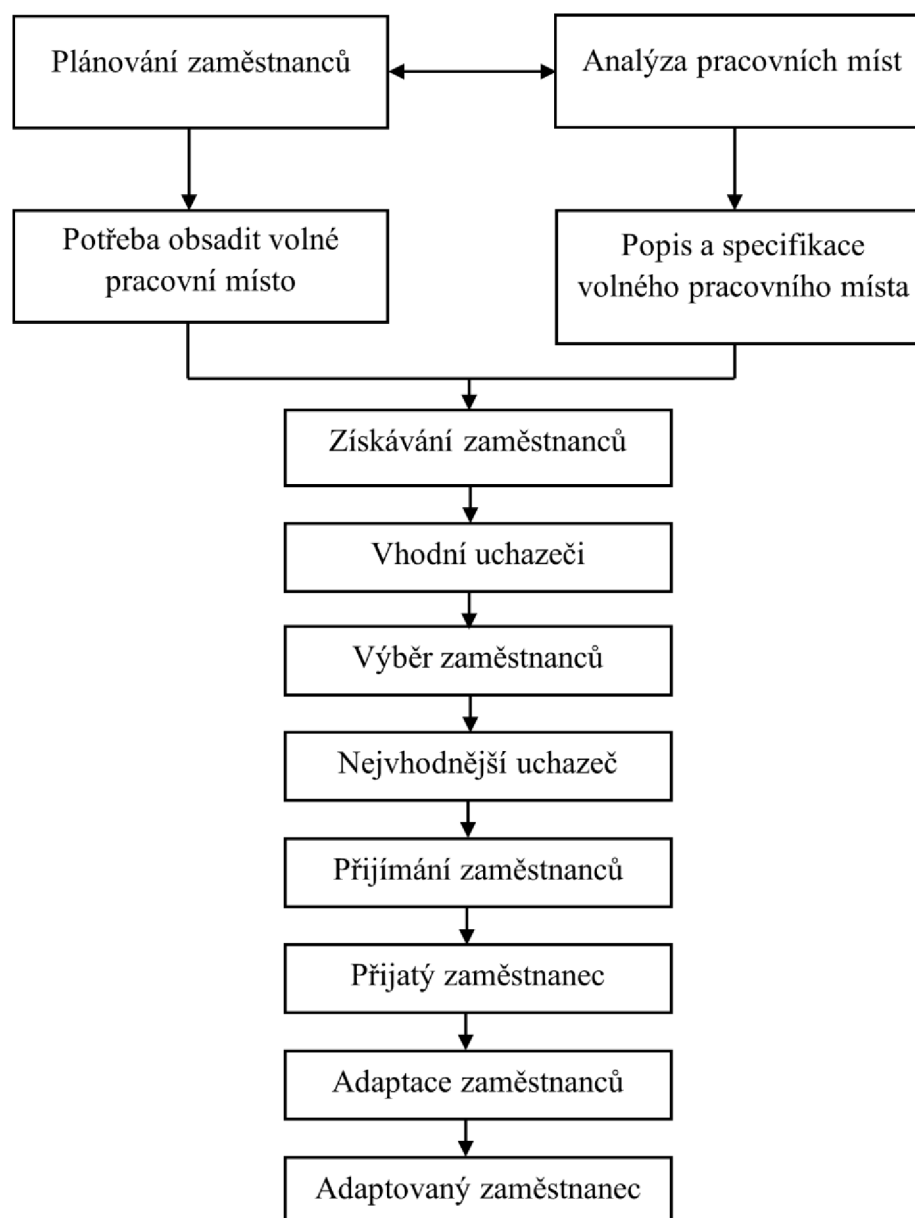 Plánování zaměstnanců
Analýza pracovních míst
Potřeba obsadit volné
pracovní místo
Popis a specifikace
volného pracovního místa
Získávání zaměstnanců
Vhodní uchazeči
Výběr zaměstnanců
Nejvhodnější uchazeč
Přijímání zaměstnanců
Přijatý zaměstnanec
Adaptace zaměstnanců
Adaptovaný zaměstnanec